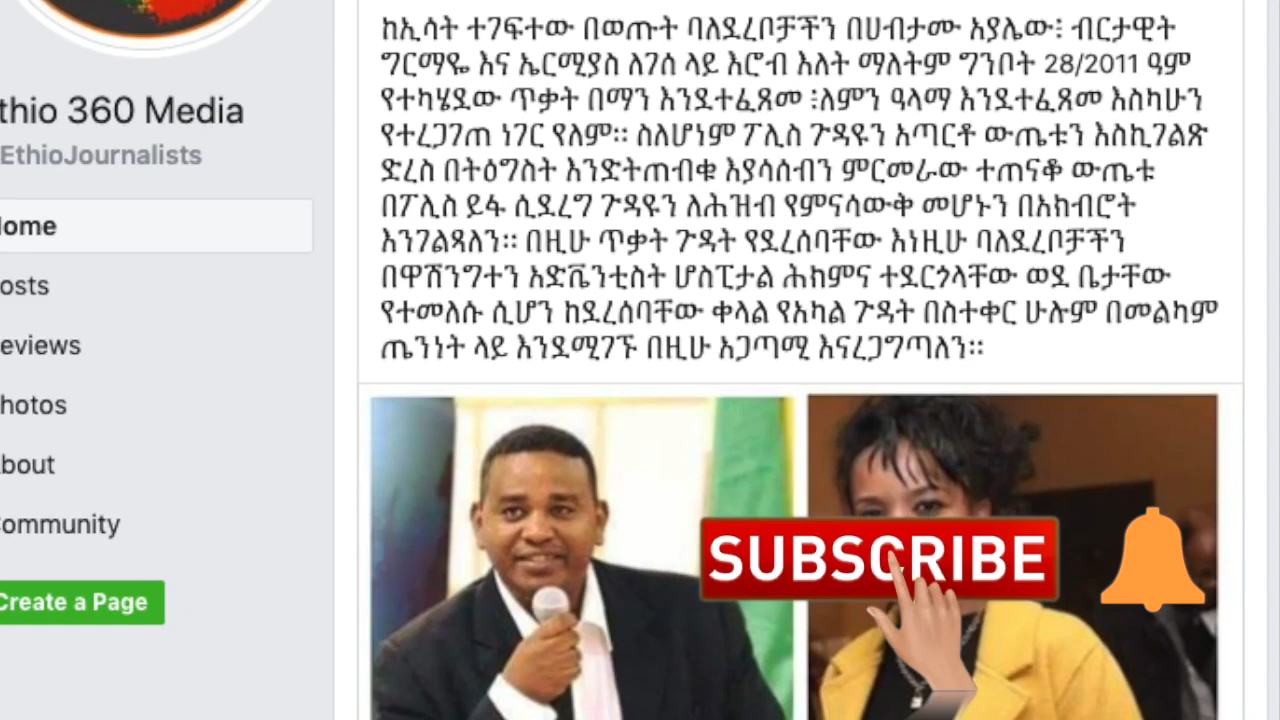 thio 360 Media
EthioJournalists
ome
osts
eviews
hotos
bout
ommunity
Create a Page
ከኢሳት ተገፍተው በወጡት ባለደረቦቻችን በሀብታሙ አያሌው፤ ብርታዊት
ግርማዬ እና ኤርሚያስ ለገሰ ላይ እሮብ እለት ማለትም ግንቦት 28/2011 ዓም
የተካሄደው ጥቃት በማን እንደተፈጸመ ፤ለምን ዓላማ እንደተፈጸመ እስካሁን
የተረጋገጠ ነገር የለም። ስለሆነም ፖሊስ ጉዳዩን አጣርቶ ውጤቱን እስኪገልጽ
ድረስ በትዕግስት እንድትጠብቁ እያሳሰብን ምርመራው ተጠናቆ ውጤቱ
በፖሊስ ይፋ ሲደረግ ጉዳዩን ለሕዝብ የምናሳውቅ መሆኑን በአክብሮት
እንገልጻለን። በዚሁ ጥቃት ጉዳት የደረሰባቸው እነዚሁ ባለደረቦቻችን
በዋሽንግተን አድቬንቲስት ሆስፒታል ሕክምና ተደርጎላቸው ወደ ቤታቸው
የተመለሱ ሲሆን ከደረሰባቸው ቀላል የአካል ጉዳት በስተቀር ሁሉም በመልካም
ጤንነት ላይ እንደሚገኙ በዚሁ አጋጣሚ እናረጋግጣለን።
SUBSCRIBE